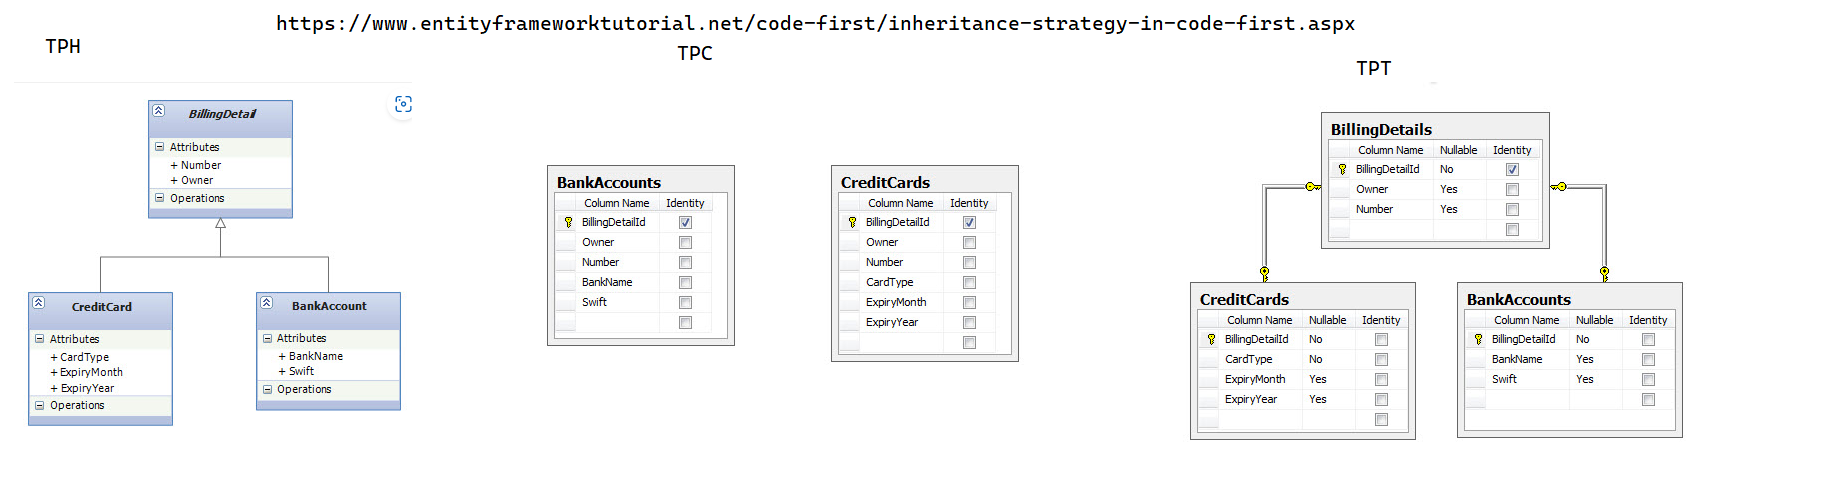 https://www.entityframeworktutorial.net/code-first/inheritance-strategy-in-code-first.aspx
TPH
TPC
TPT
BillingDetail
Attributes
+ Number
+ Owner
Operations
CreditCard
Attributes
+ CardType
+ ExpiryMonth
+ ExpiryYear
Operations
BankAccount
Attributes
+ BankName
+ Swift
Operations
BankAccounts
Column Name Identity
BillingDetailId
Owner
Number
BankName
Swift
CreditCards
Column Name Identity
BillingDetailId
Owner
Number
CardType
ExpiryMonth
ExpiryYear
BillingDetails
Column Name Nullable Identity
BillingDetailId No
Owner Yes
Number Yes
CreditCards
Column Name Nullable Identity
BillingDetailId No
CardType No
ExpiryMonth Yes
ExpiryYear Yes
BankAccounts
Column Name Nullable Identity
BillingDetailId No
BankName Yes
Swift Yes